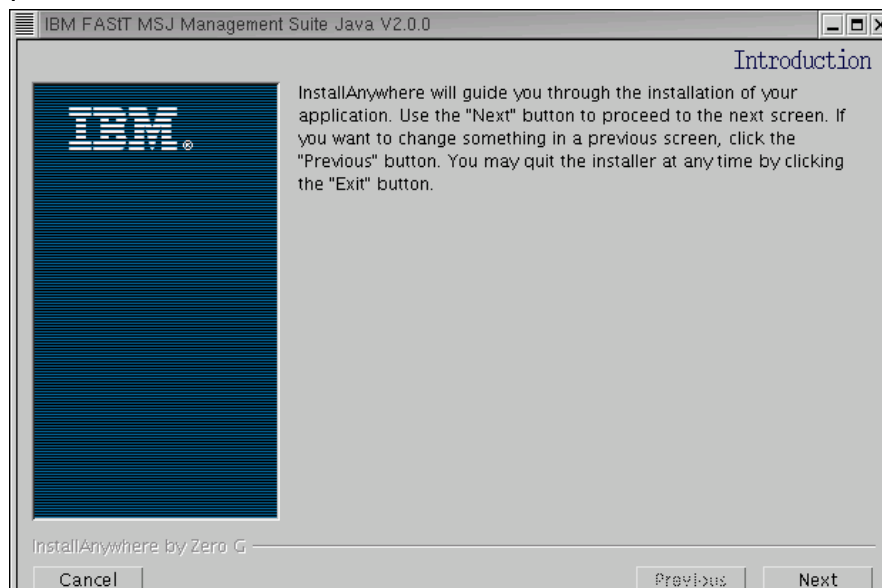 IBM FAStT MSJ Management Suite Java V2.0.0
Introduction
IBM®
InstallAnywhere will guide you through the installation of your
application. Use the "Next" button to proceed to the next screen. If
you want to change something in a previous screen, click the
"Previous" button. You may quit the installer at any time by clicking
the "Exit" button.
InstallAnywhere by Zero G
Cancel
Previous
Next